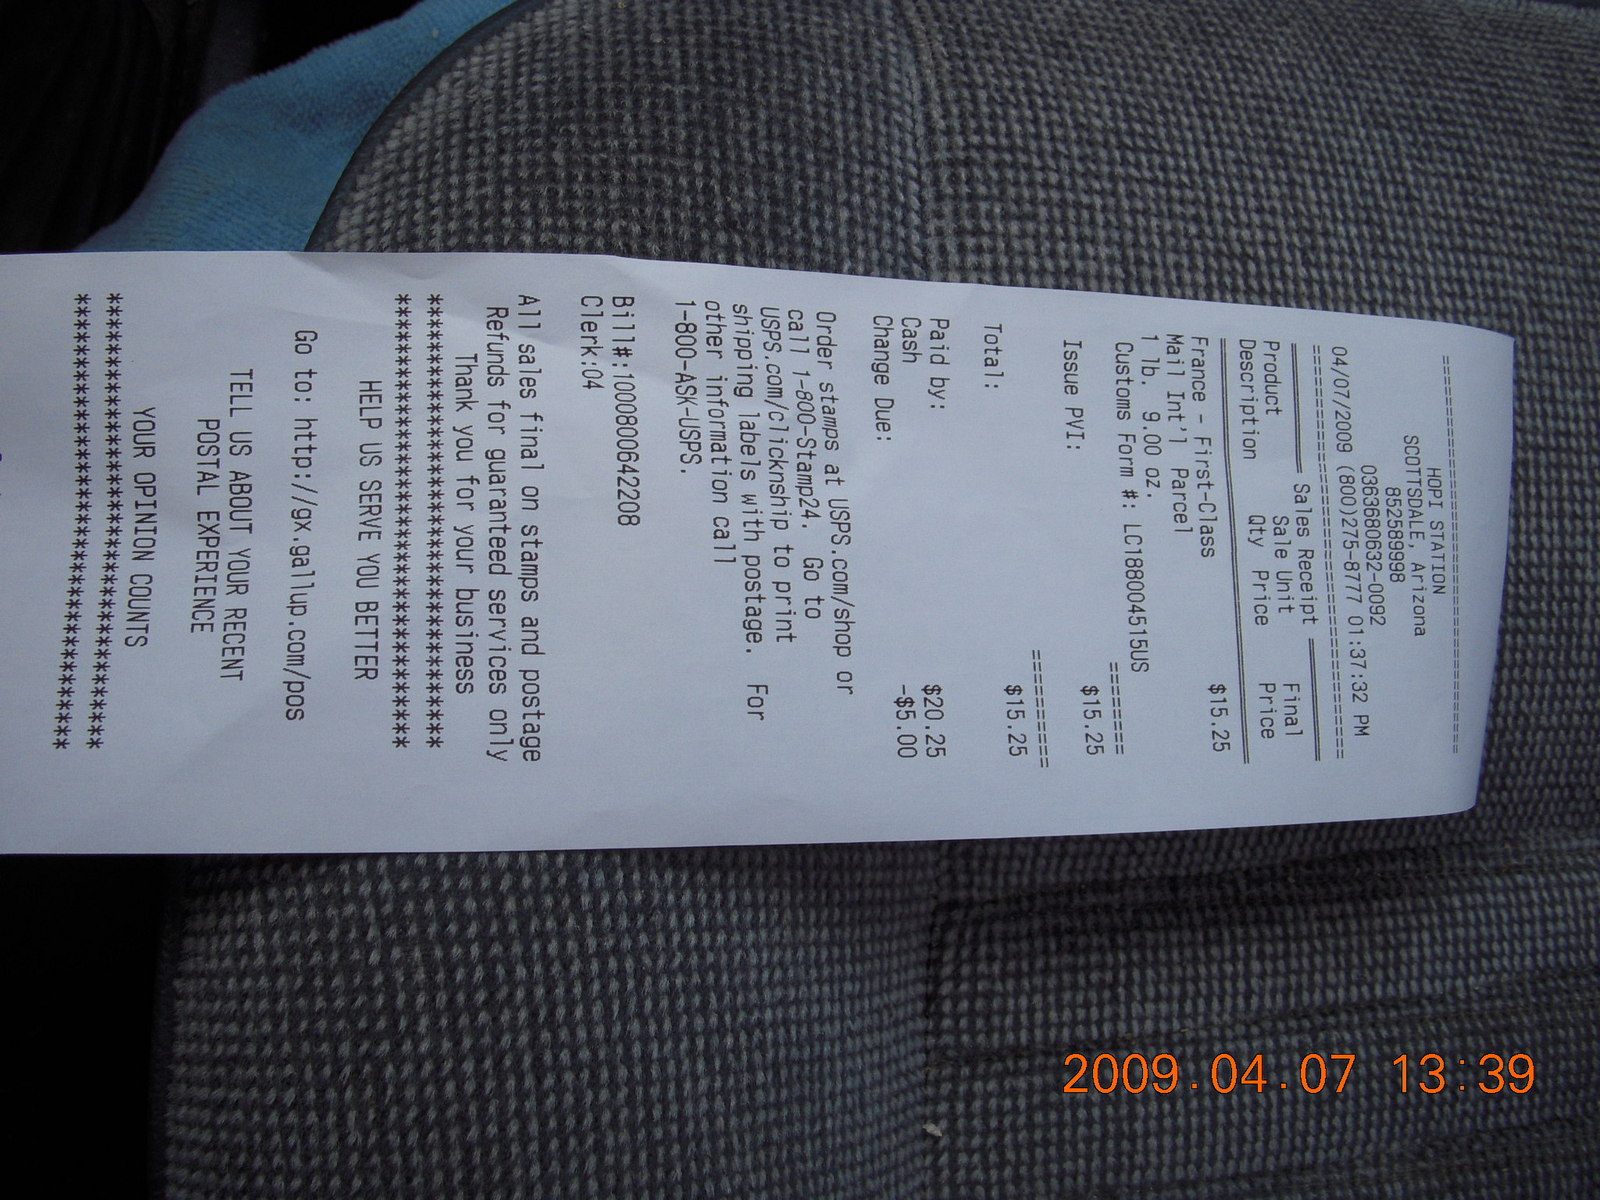 ========================================
HOPI STATION
SCOTTSDALE, Arizona
852589998
0363680632-0092
04/07/2009 (800)275-8777 01:37:32 PM
========================================
Sales Receipt
Product Sale Unit Final
Description Qty Price Price
France - First-Class $15.25
Mail Int'l Parcel
1 lb. 9.00 oz.
Customs Form #: LC188004515US
========
Issue PVI: $15.25
==========
Total: $15.25
Paid by:
Cash $20.25
Change Due: -$5.00
Order stamps at USPS.com/shop or
call 1-800-Stamp24. Go to
USPS.com/clicknship to print
shipping labels with postage. For
other information call
1-800-ASK-USPS.
Bill#:1000800642208
Clerk:04
All sales final on stamps and postage
Refunds for guaranteed services only
Thank you for your business
****************************************
****************************************
HELP US SERVE YOU BETTER
Go to: http://gx.gallup.com/pos
TELL US ABOUT YOUR RECENT
POSTAL EXPERIENCE
YOUR OPINION COUNTS
****************************************
****************************************
2009.04.07 13:39